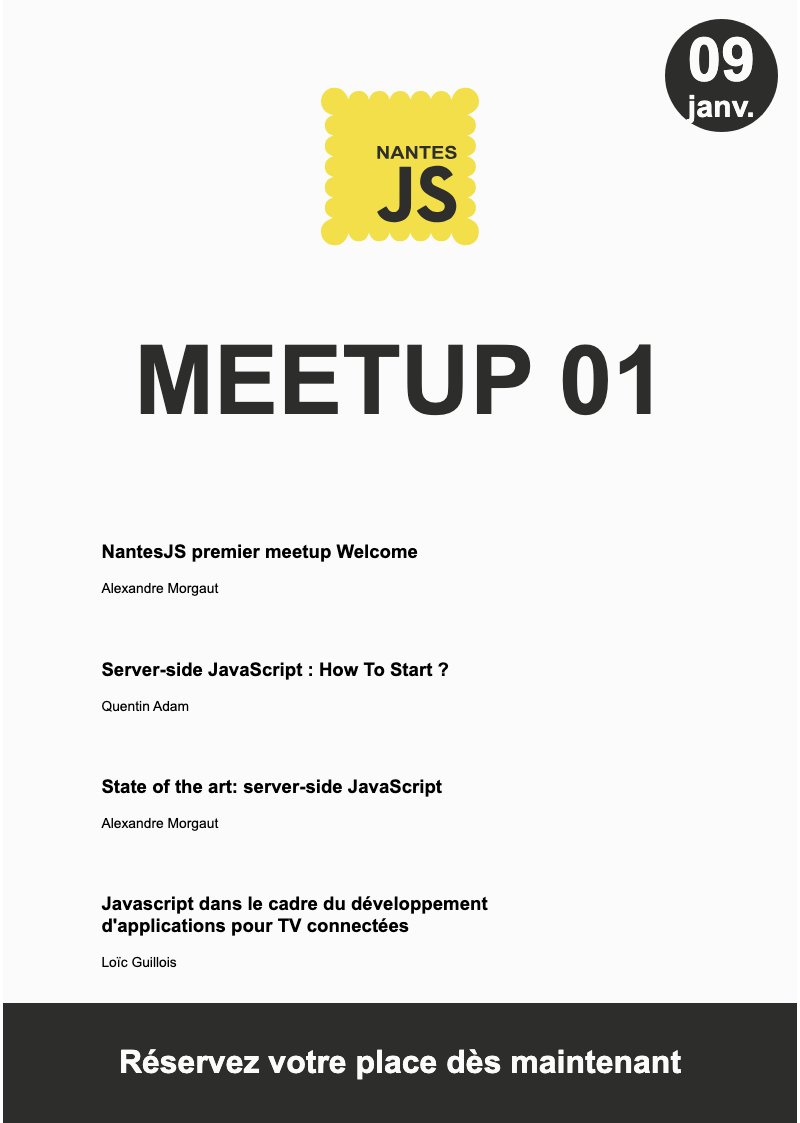 09
janv.
NANTES
JS
MEETUP 01
NantesJS premier meetup Welcome
Alexandre Morgaut
Server-side JavaScript : How To Start ?
Quentin Adam
State of the art: server-side JavaScript
Alexandre Morgaut
Javascript dans le cadre du développement
d'applications pour TV connectées
Loïc Guillois
Réservez votre place dès maintenant